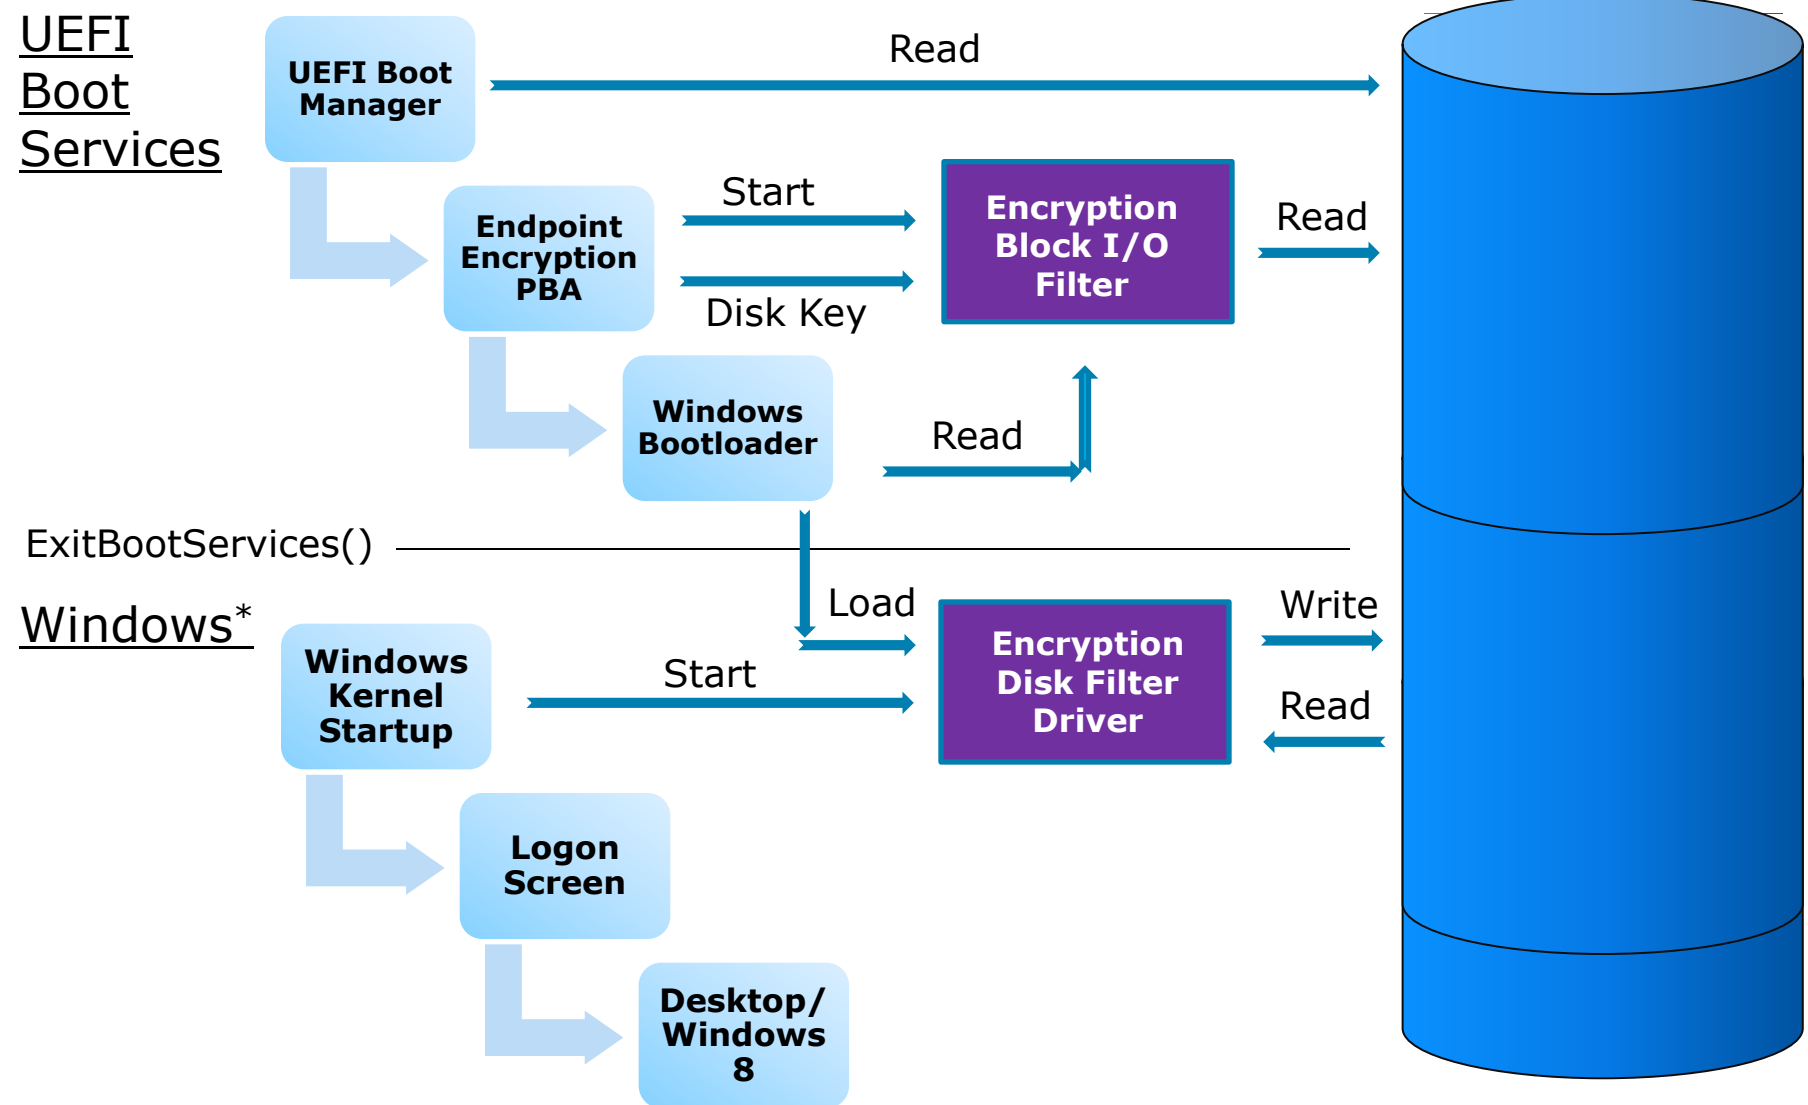 UEFI
Boot
Services
UEFI Boot
Manager
Read
Endpoint
Encryption
PBA
Start
Disk Key
Encryption
Block I/O
Filter
Read
Windows
Bootloader
Read
ExitBootServices()
Windows*
Load
Windows
Kernel
Startup
Start
Encryption
Disk Filter
Driver
Write
Read
Logon
Screen
Desktop/
Windows
8